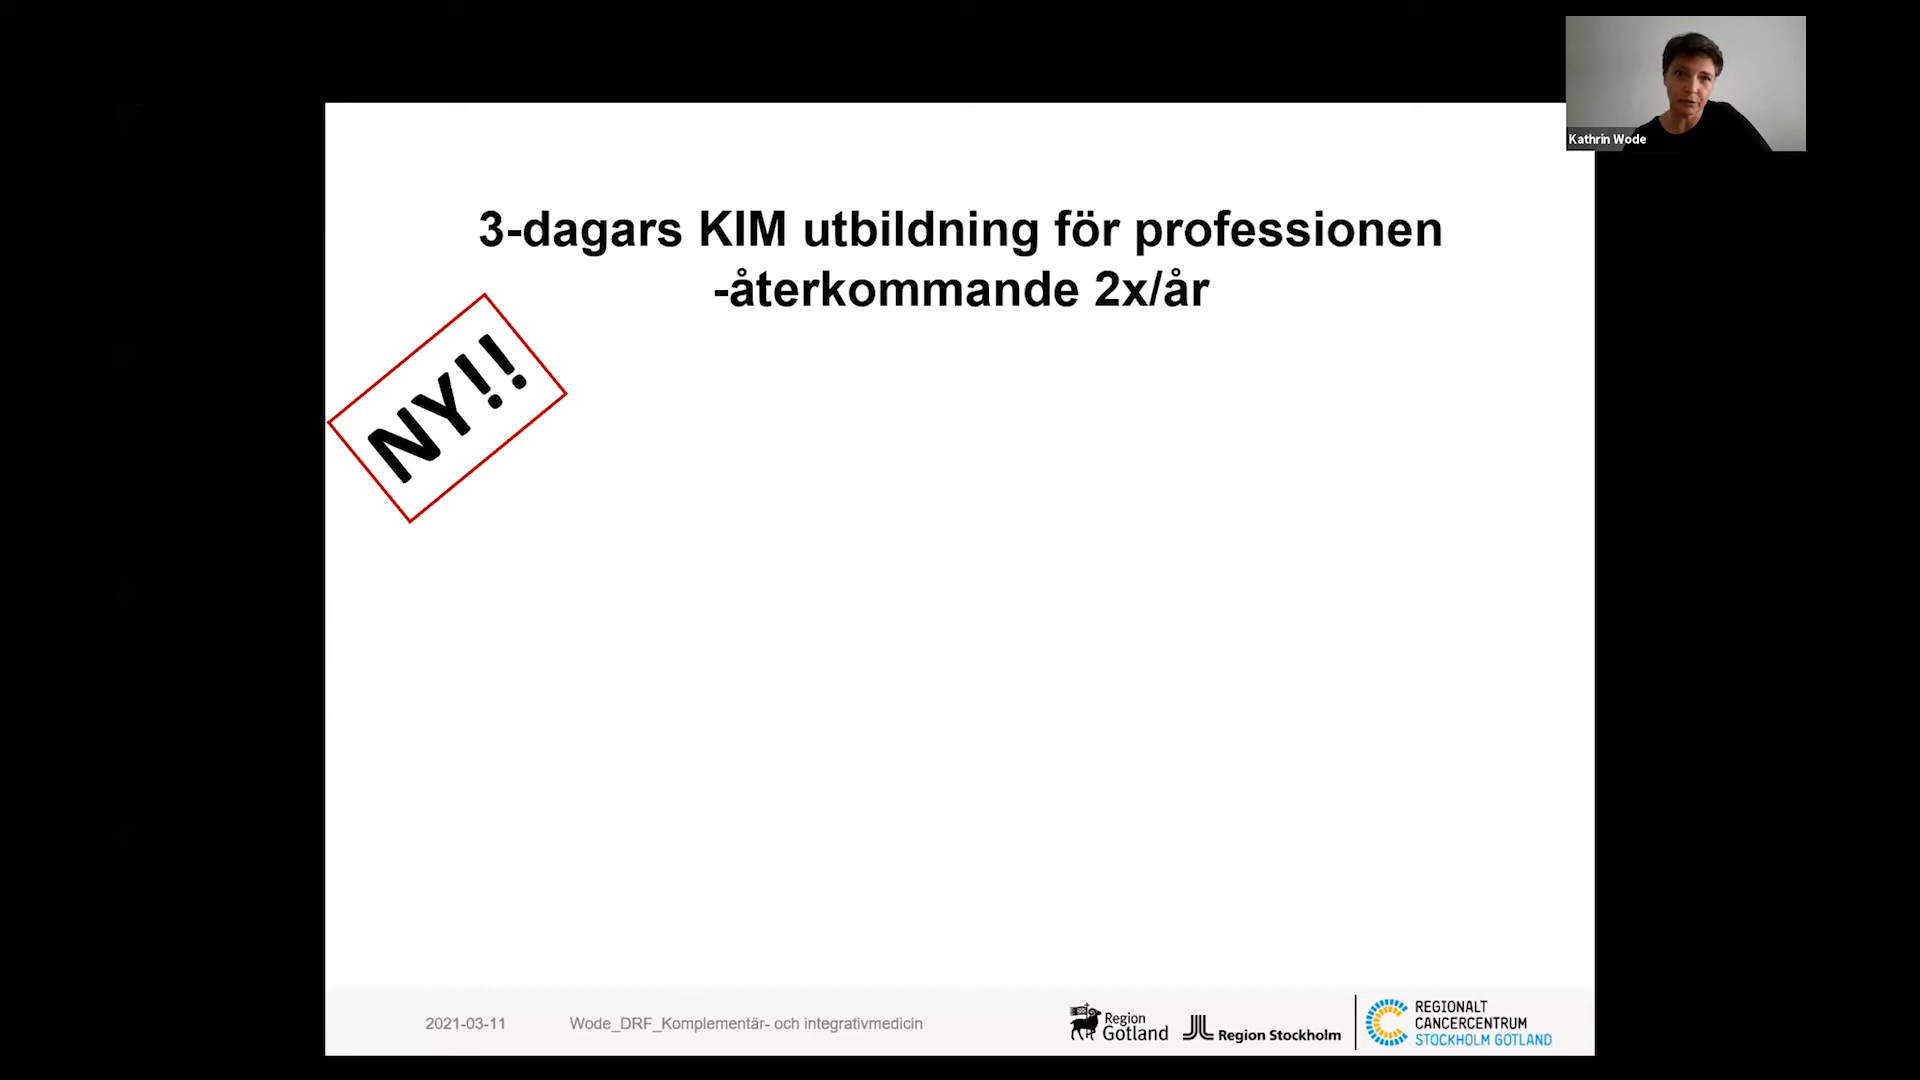 Kathrin Wode
3-dagars KIM utbildning för professionen
-återkommande 2x/år
NY!!
2021-03-11
Wode_DRF_Komplementär- och integrativmedicin
Region
Gotland
Region Stockholm
REGIONALT
CANCERCENTRUM
STOCKHOLM GOTLAND